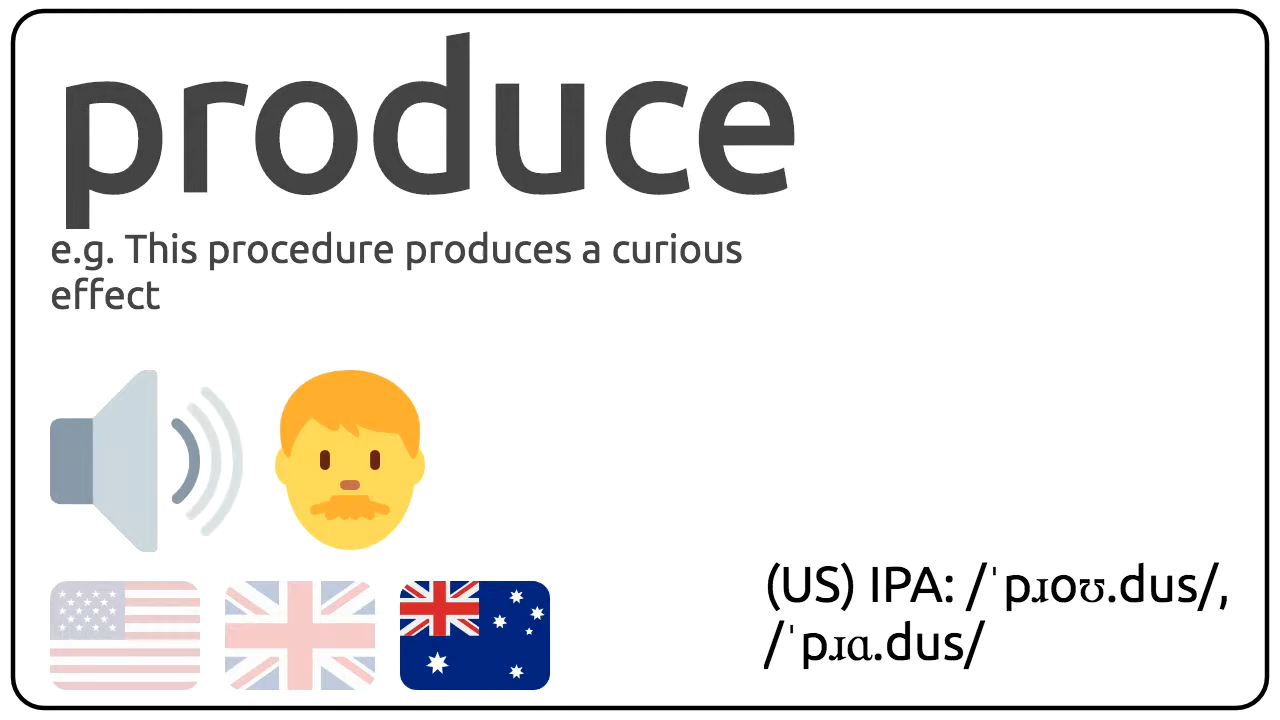 produce
e.g. This procedure produces a curious
effect
(US) IPA: /ˈpɹoʊ.dus/,
/ˈpɹɑ.dus/